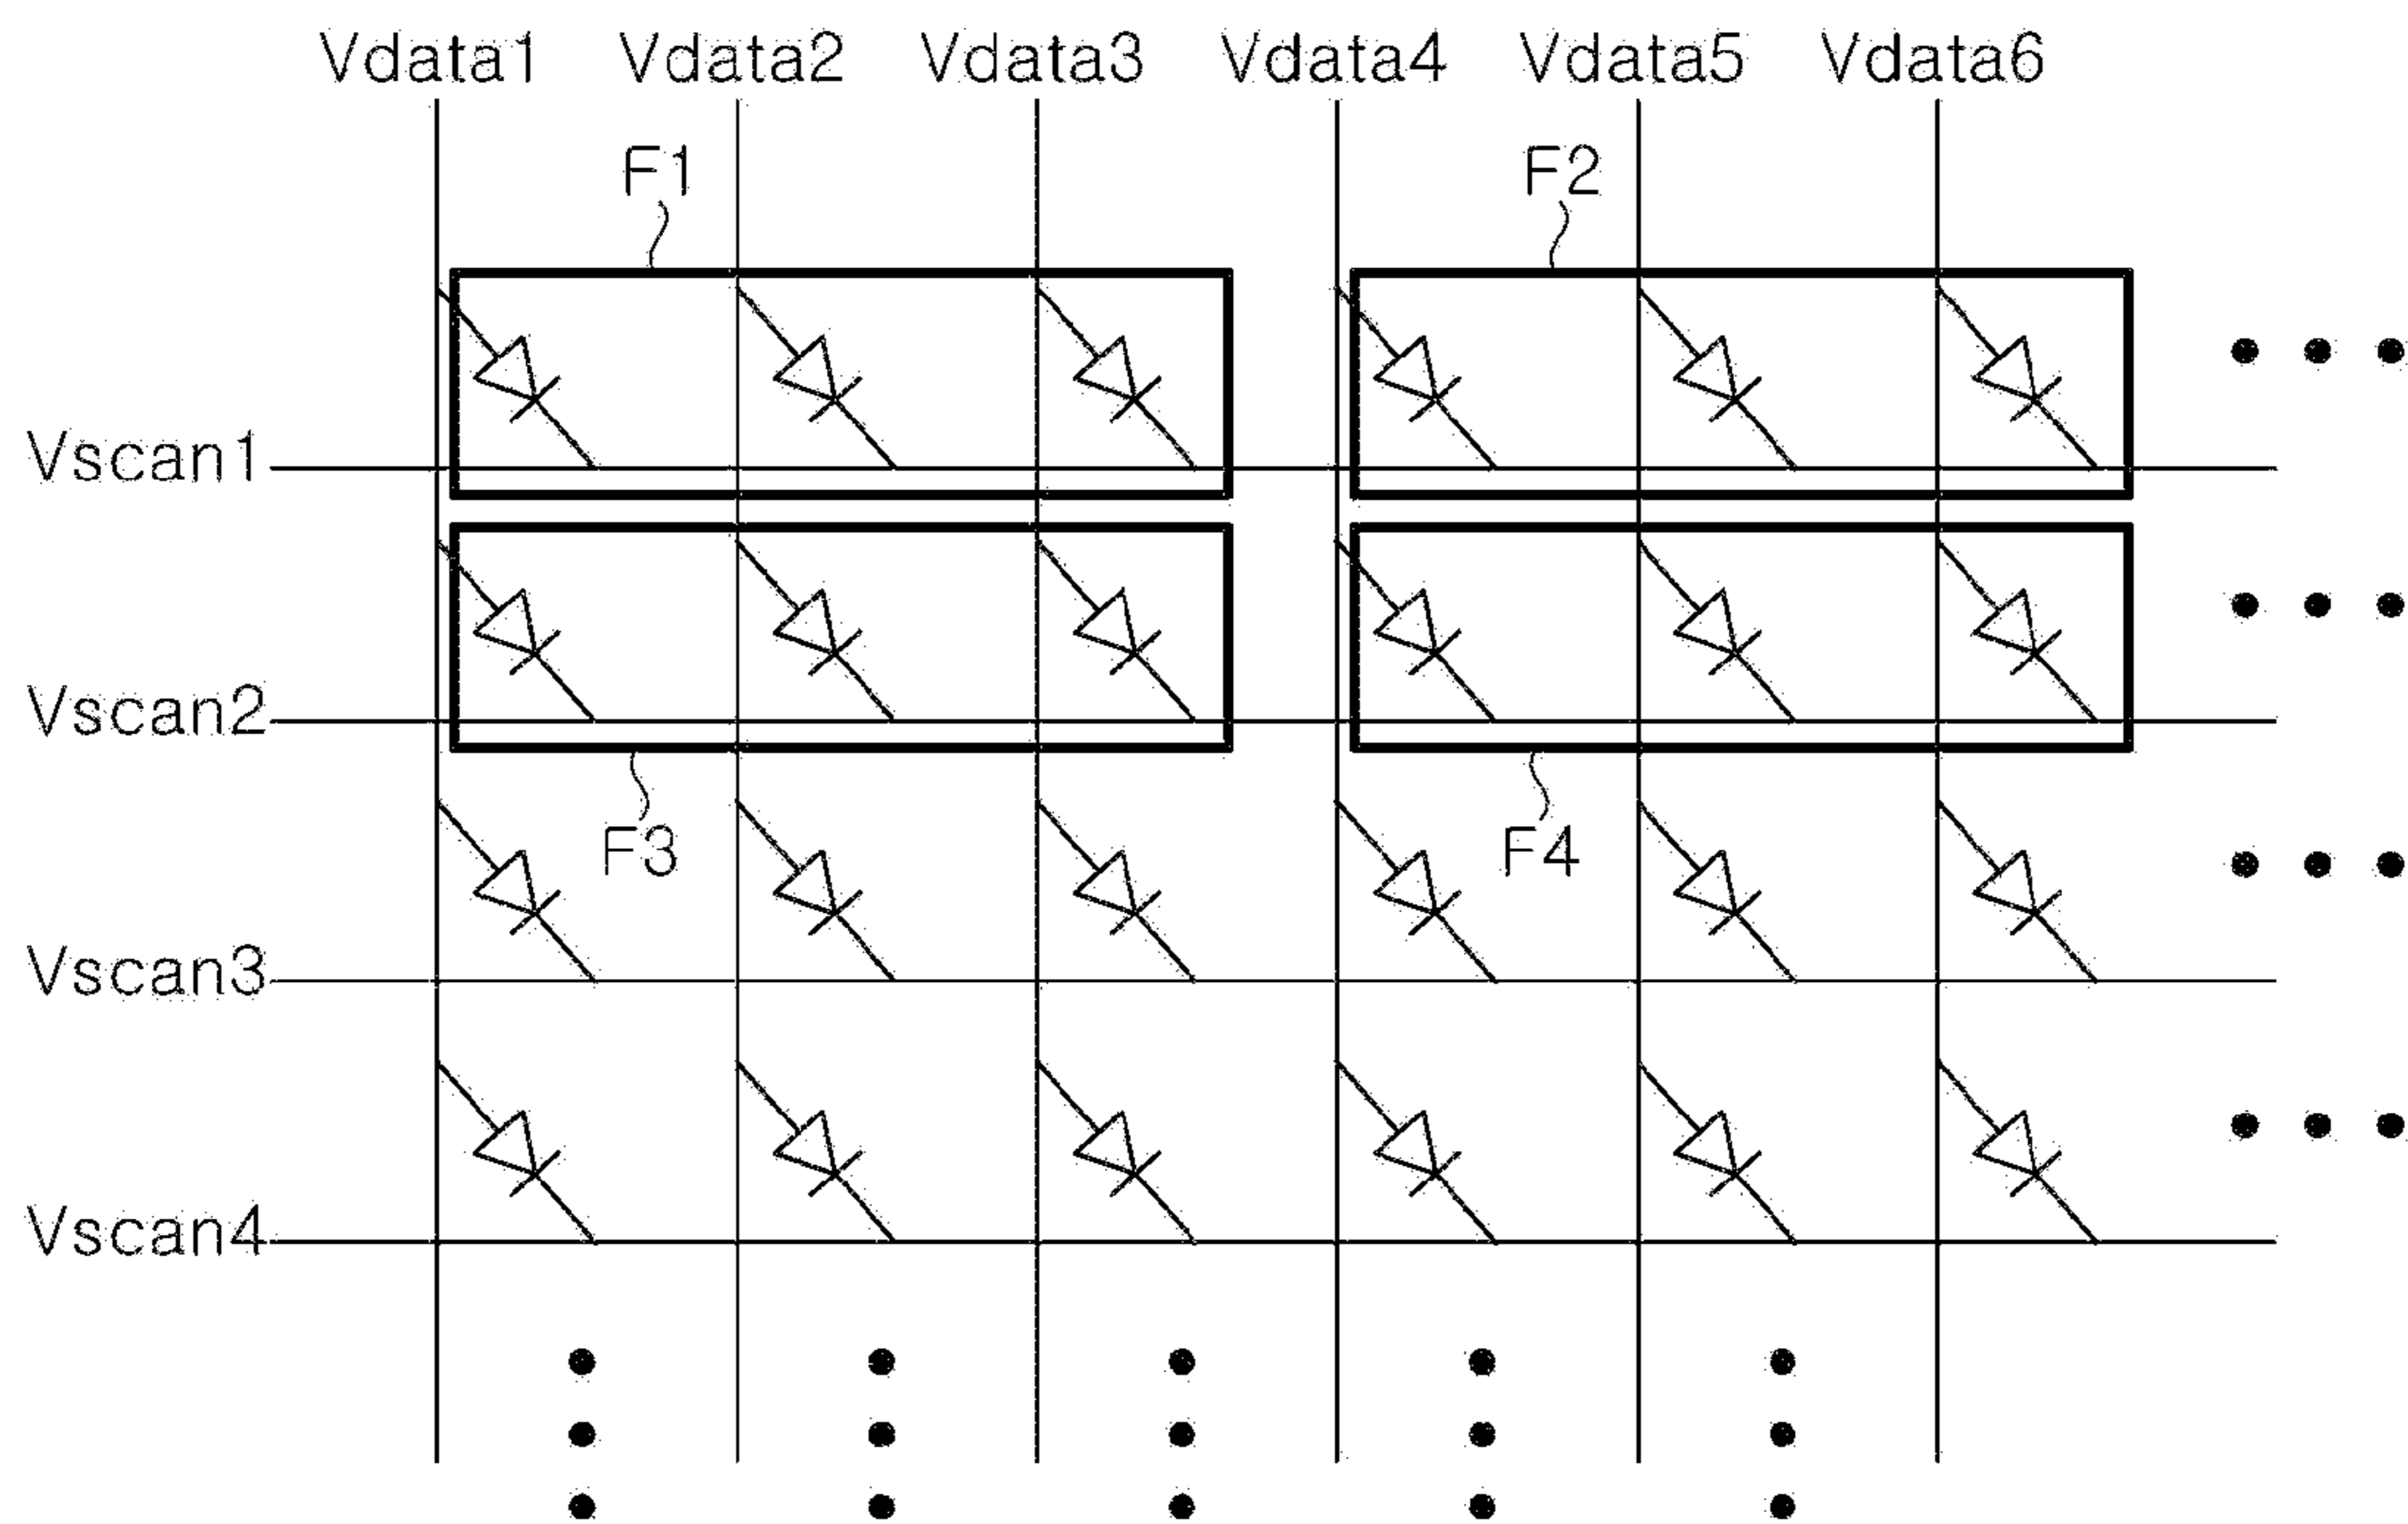 Vdata1 Vdata2 Vdata3 Vdata4 Vdata5 Vdata6
F1 F2
Vscan1
Vscan2
F3 F4
Vscan3
Vscan4